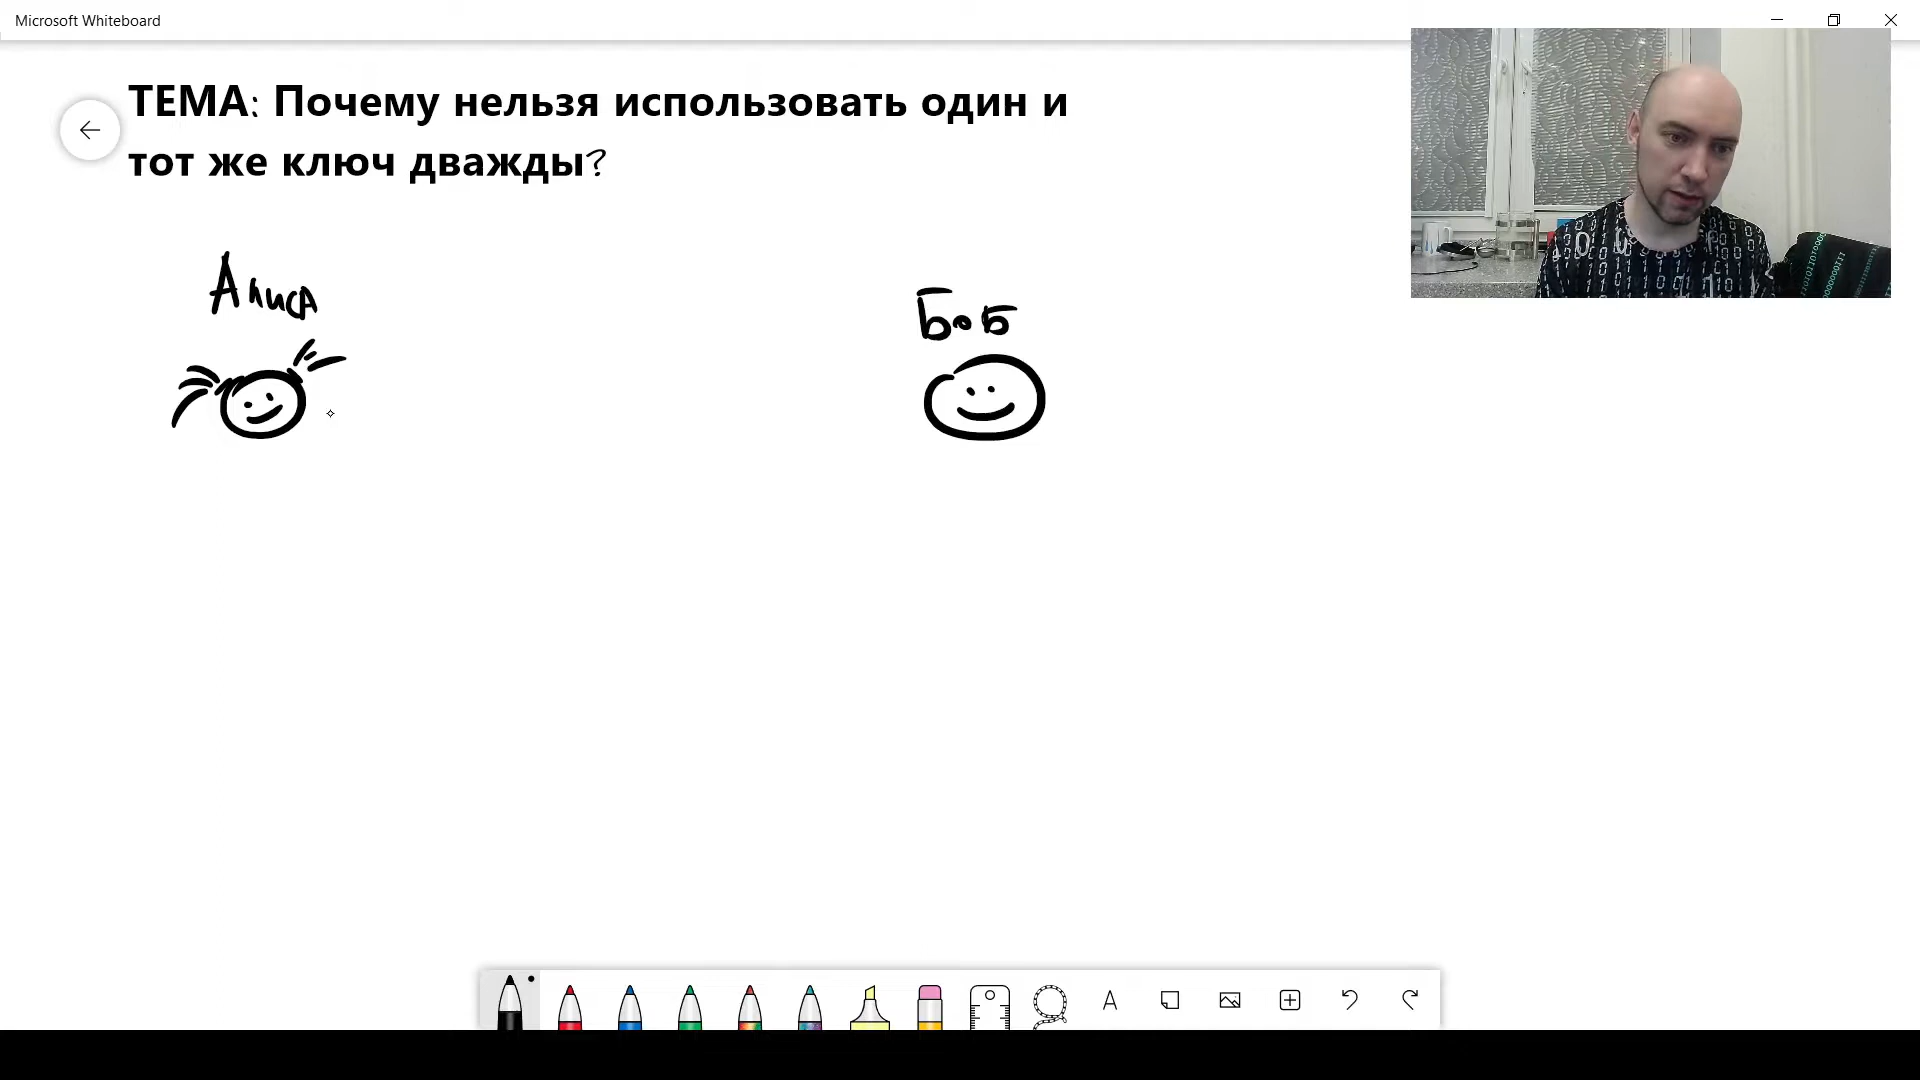 Microsoft Whiteboard
ТЕМА: Почему нельзя использовать один и
тот же ключ дважды?
Алиса
Боб